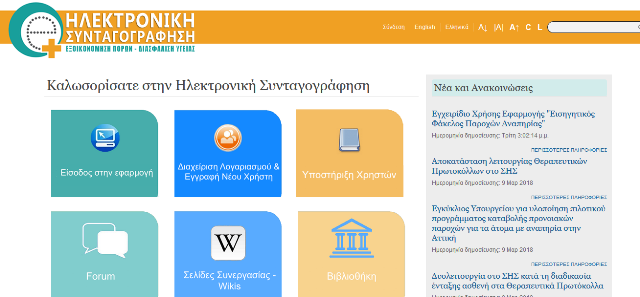 ΗΛΕΚΤΡΟΝΙΚΗ
ΣΥΝΤΑΓΟΓΡΑΦΗΣΗ
ΕΞΟΙΚΟΝΟΜΗΣΗ ΠΟΡΩΝ - ΔΙΑΣΦΑΛΙΣΗ ΥΓΕΙΑΣ
Σύνδεση English Ελληνικά Α↓ |Α| Α↑ C L
Καλωσορίσατε στην Ηλεκτρονική Συνταγογράφηση
Είσοδος στην εφαρμογή
Διαχείριση Λογαριασμού &
Εγγραφή Νέου Χρήστη
Υποστήριξη Χρηστών
Forum
W
Σελίδες Συνεργασίας -
Wikis
Βιβλιοθήκη
Νέα και Ανακοινώσεις
Εγχειρίδιο Χρήσης Εφαρμογής "Εισηγητικός
Φάκελος Παροχών Αναπηρίας"
Ημερομηνία δημοσίευσης: Τρίτη 3:02:14 μ.μ.
ΠΕΡΙΣΣΟΤΕΡΕΣ ΠΛΗΡΟΦΟΡΙΕΣ
Αποκατάσταση λειτουργίας Θεραπευτικών
Πρωτοκόλλων στο ΣΗΣ
Ημερομηνία δημοσίευσης: 9 Μαρ 2018
ΠΕΡΙΣΣΟΤΕΡΕΣ ΠΛΗΡΟΦΟΡΙΕΣ
Εγκύκλιος Υπουργείου για υλοποίηση πιλοτικού
προγράμματος καταβολής προνοιακών
παροχών για τα άτομα με αναπηρία στην
Αττική
Ημερομηνία δημοσίευσης: 9 Μαρ 2018
ΠΕΡΙΣΣΟΤΕΡΕΣ ΠΛΗΡΟΦΟΡΙΕΣ
Δυσλειτουργία στο ΣΗΣ κατά τη διαδικασία
ένταξης ασθενή στα Θεραπευτικά Πρωτόκολλα